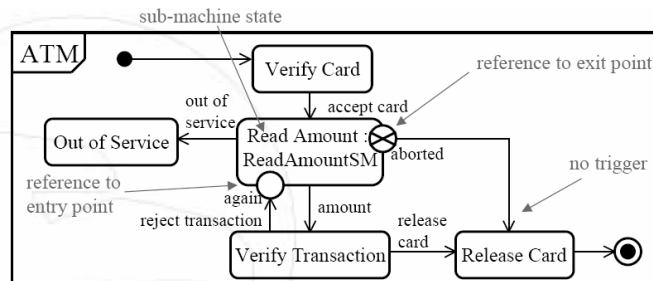 sub-machine state
ATM
Verify Card
reference to exit point
out of
service
accept card
Out of Service
Read Amount :
ReadAmountSM
aborted
reference to
entry point
again
no trigger
reject transaction
amount
release
card
Verify Transaction
Release Card